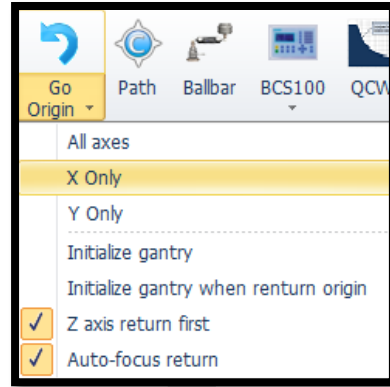 Go Origin
Path
Ballbar
BCS100
QCW
All axes
X Only
Y Only
Initialize gantry
Initialize gantry when renturn origin
Z axis return first
Auto-focus return